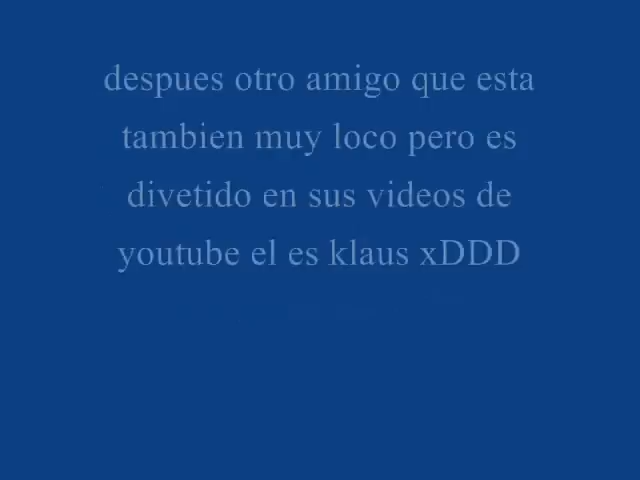 despues otro amigo que esta
tambien muy loco pero es
divetido en sus videos de
youtube el es klaus xDDD